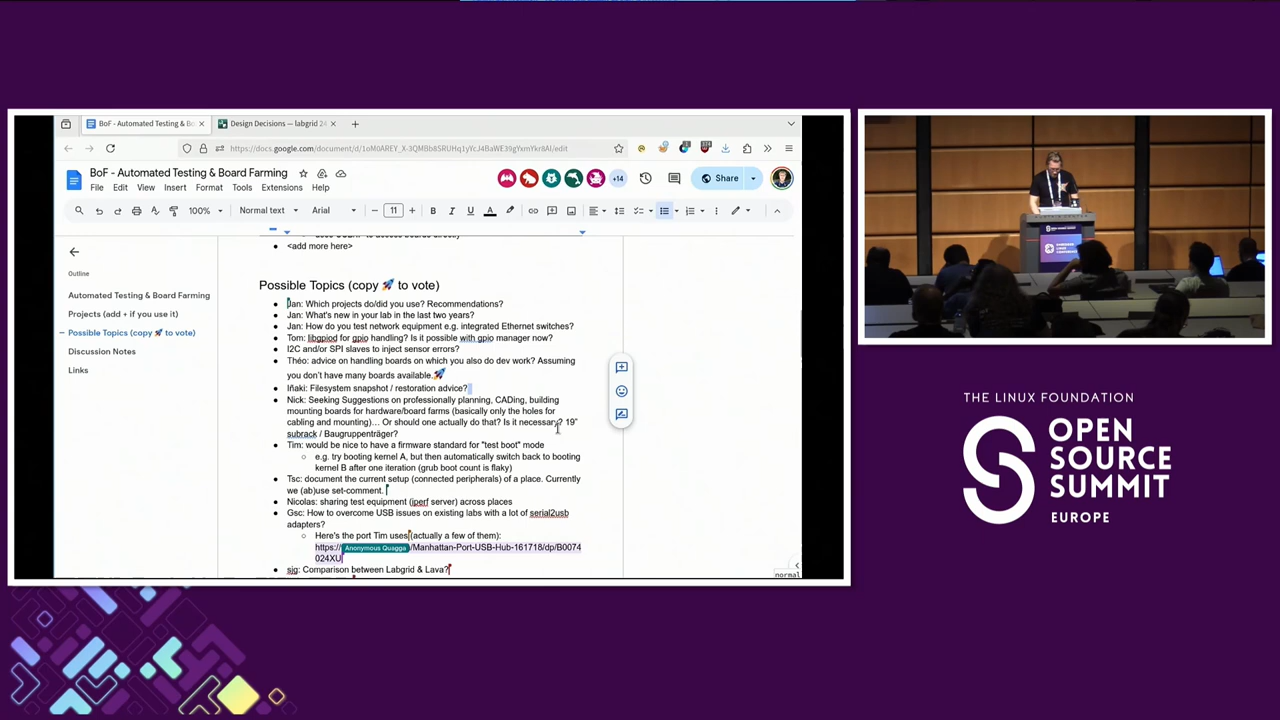 BoF - Automated Testing & Bo
Design Decisions — labgrid 24
https://docs.google.com/document/d/1oM0AREY_X-3QMBb8SRUHq1yYcJ4BaWE39gYxmYkr8AI/edit
BoF - Automated Testing & Board Farming
File Edit View Insert Format Tools Extensions Help
+14
Share
100%
Normal text
Arial
11
B I U A
Outline
Automated Testing & Board Farming
Projects (add + if you use it)
Possible Topics (copy 🚀 to vote)
Discussion Notes
Links
<add more here>
Possible Topics (copy 🚀 to vote)
Jan: Which projects do/did you use? Recommendations?
Jan: What's new in your lab in the last two years?
Jan: How do you test network equipment e.g. integrated Ethernet switches?
Tom: libgpiod for gpio handling? Is it possible with gpio manager now?
I2C and/or SPI slaves to inject sensor errors?
Théo: advice on handling boards on which you also do dev work? Assuming
you don't have many boards available.🚀
Iñaki: Filesystem snapshot / restoration advice?
Nick: Seeking Suggestions on professionally planning, CADing, building
mounting boards for hardware/board farms (basically only the holes for
cabling and mounting)… Or should one actually do that? Is it necessary? 19"
subrack / Baugruppenträger?
Tim: would be nice to have a firmware standard for "test boot" mode
e.g. try booting kernel A, but then automatically switch back to booting
kernel B after one iteration (grub boot count is flaky)
Tsc: document the current setup (connected peripherals) of a place. Currently
we (ab)use set-comment.
Nicolas: sharing test equipment (iperf server) across places
Gsc: How to overcome USB issues on existing labs with a lot of serial2usb
adapters?
Here's the port Tim uses (actually a few of them):
https:// Anonymous Quagga /Manhattan-Port-USB-Hub-161718/dp/B0074
024XU
sjg: Comparison between Labgrid & Lava?
normal
THE LINUX FOUNDATION
OPEN
SOURCE
SUMMIT
EUROPE